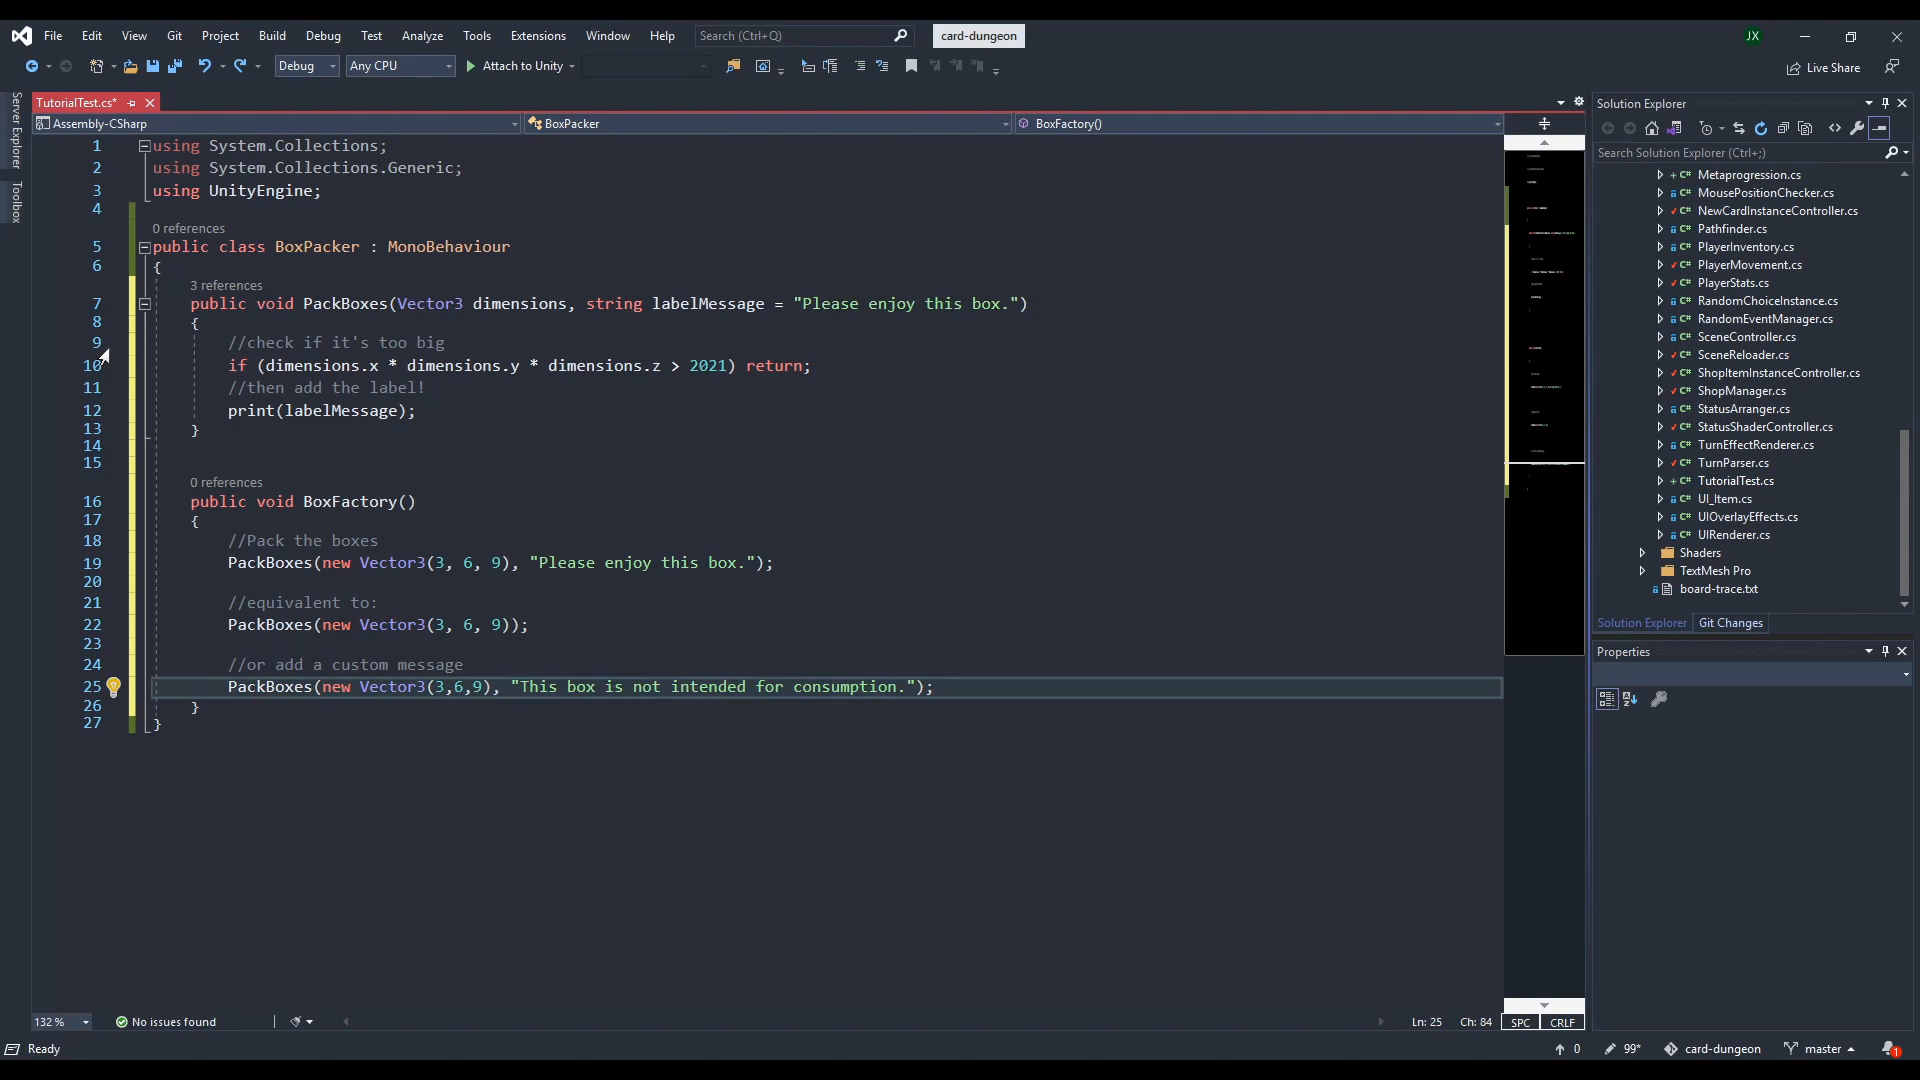 File Edit View Git Project Build Debug Test Analyze Tools Extensions Window Help Search (Ctrl+Q) card-dungeon JX
Debug Any CPU Attach to Unity Live Share
Server Explorer
Toolbox
TutorialTest.cs*
Assembly-CSharp BoxPacker BoxFactory()
1 using System.Collections;
2 using System.Collections.Generic;
3 using UnityEngine;
4
0 references
5 public class BoxPacker : MonoBehaviour
6 {
3 references
7 public void PackBoxes(Vector3 dimensions, string labelMessage = "Please enjoy this box.")
8 {
9 //check if it's too big
10 if (dimensions.x * dimensions.y * dimensions.z > 2021) return;
11 //then add the label!
12 print(labelMessage);
13 }
14
15
0 references
16 public void BoxFactory()
17 {
18 //Pack the boxes
19 PackBoxes(new Vector3(3, 6, 9), "Please enjoy this box.");
20
21 //equivalent to:
22 PackBoxes(new Vector3(3, 6, 9));
23
24 //or add a custom message
25 PackBoxes(new Vector3(3,6,9), "This box is not intended for consumption.");
26 }
27 }
132 % No issues found Ln: 25 Ch: 84 SPC CRLF
Solution Explorer
Search Solution Explorer (Ctrl+;)
C# Metaprogression.cs
C# MousePositionChecker.cs
C# NewCardInstanceController.cs
C# Pathfinder.cs
C# PlayerInventory.cs
C# PlayerMovement.cs
C# PlayerStats.cs
C# RandomChoiceInstance.cs
C# RandomEventManager.cs
C# SceneController.cs
C# SceneReloader.cs
C# ShopItemInstanceController.cs
C# ShopManager.cs
C# StatusArranger.cs
C# StatusShaderController.cs
C# TurnEffectRenderer.cs
C# TurnParser.cs
C# TutorialTest.cs
C# UI_Item.cs
C# UIOverlayEffects.cs
C# UIRenderer.cs
Shaders
TextMesh Pro
board-trace.txt
Solution Explorer Git Changes
Properties
Ready 0 99* card-dungeon master 1